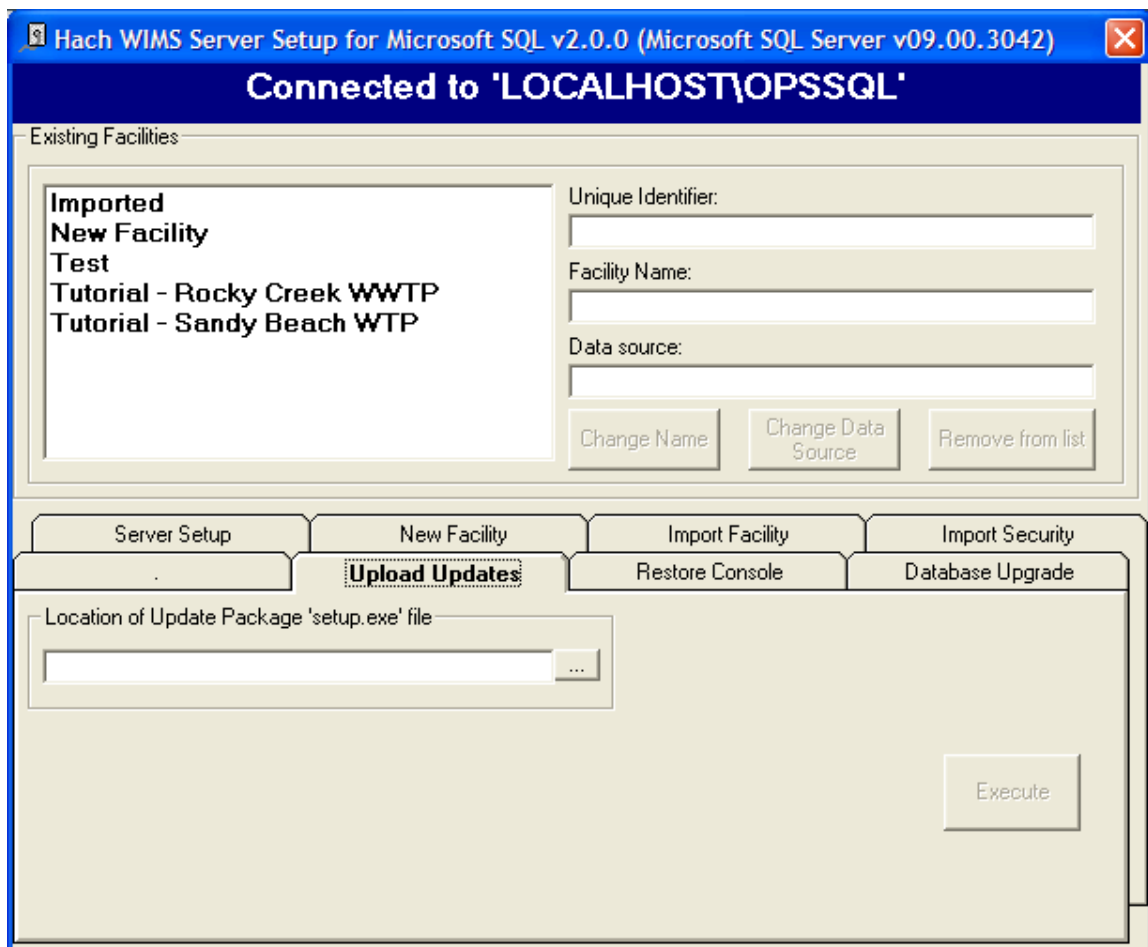 Hach WIMS Server Setup for Microsoft SQL v2.0.0 (Microsoft SQL Server v09.00.3042)
Connected to 'LOCALHOST\OPSSQL'
Existing Facilities
Imported
New Facility
Test
Tutorial - Rocky Creek WWTP
Tutorial - Sandy Beach WTP
Unique Identifier:
Facility Name:
Data source:
Change Name
Change Data
Source
Remove from list
Server Setup
New Facility
Import Facility
Import Security
.
Upload Updates
Restore Console
Database Upgrade
Location of Update Package 'setup.exe' file
...
Execute